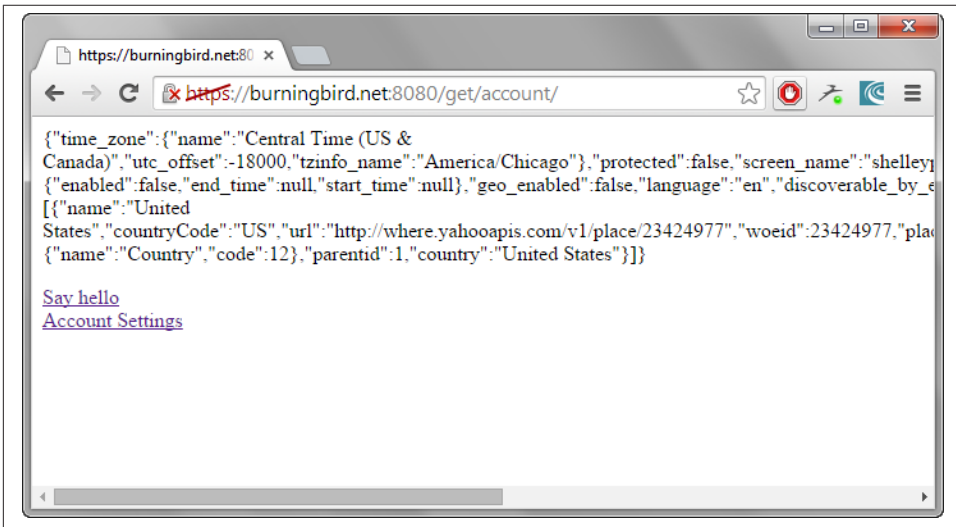 https://burningbird.net:80
https://burningbird.net:8080/get/account/
{"time_zone":{"name":"Central Time (US &
Canada)","utc_offset":-18000,"tzinfo_name":"America/Chicago"},"protected":false,"screen_name":"shelleyp
{"enabled":false,"end_time":null,"start_time":null},"geo_enabled":false,"language":"en","discoverable_by_e
[{"name":"United
States","countryCode":"US","url":"http://where.yahooapis.com/v1/place/23424977","woeid":23424977,"plac
{"name":"Country","code":12},"parentid":1,"country":"United States"}]}
Say hello
Account Settings